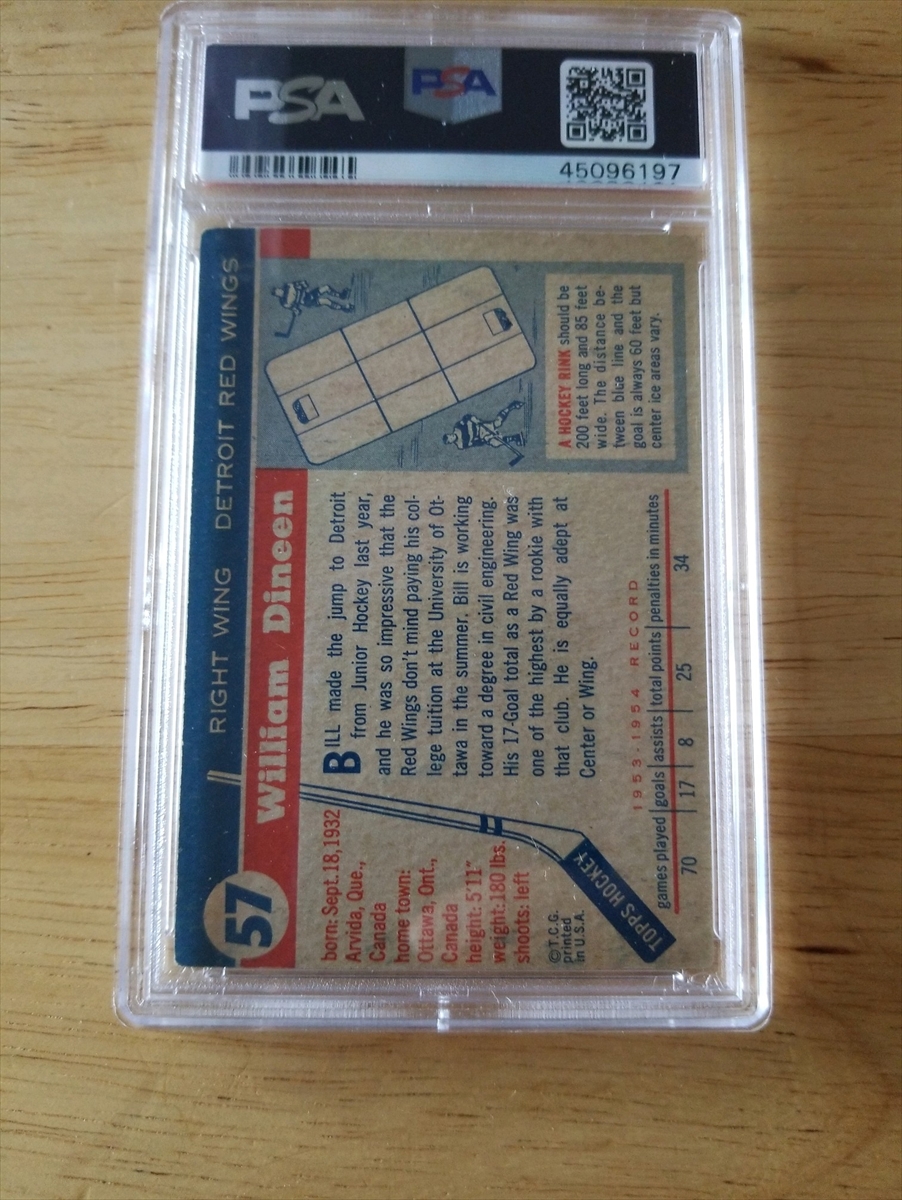 PSA
PSA
45096197
57
RIGHT WING DETROIT RED WINGS
William Dineen
born: Sept.18,1932
Arvida, Que.,
Canada
home town:
Ottawa, Ont.,
Canada
height: 5'11"
weight:180 lbs.
shoots: left
©T.C.G.
printed
in U.S.A.
TOPPS HOCKEY
BILL made the jump to Detroit
from Junior Hockey last year,
and he was so impressive that the
Red Wings don't mind paying his col-
lege tuition at the University of Ot-
tawa in the summer. Bill is working
toward a degree in civil engineering.
His 17-Goal total as a Red Wing was
one of the highest by a rookie with
that club. He is equally adept at
Center or Wing.
A HOCKEY RINK should be
200 feet long and 85 feet
wide. The distance be-
tween blue line and the
goal is always 60 feet but
center ice areas vary.
1953-1954 RECORD
games played goals assists total points penalties in minutes
70 17 8 25 34